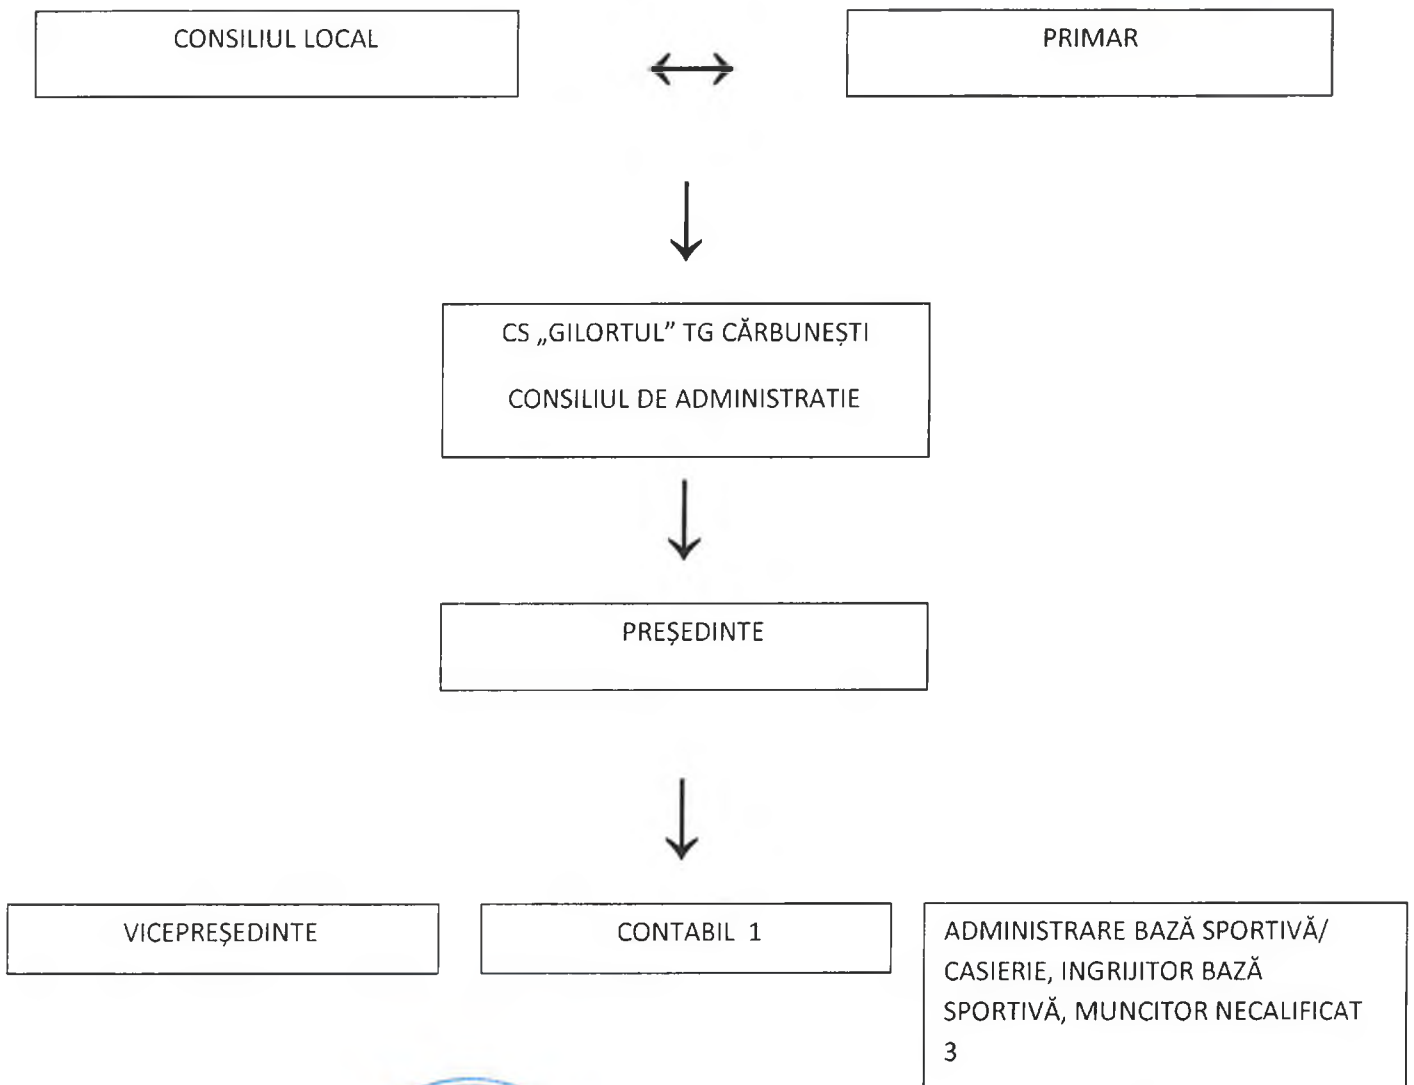 CONSILIUL LOCAL
PRIMAR
CS „GILORTUL” TG CĂRBUNEȘTI
CONSILIUL DE ADMINISTRATIE
PREȘEDINTE
VICEPREȘEDINTE
CONTABIL 1
ADMINISTRARE BAZĂ SPORTIVĂ/
CASIERIE, INGRIJITOR BAZĂ
SPORTIVĂ, MUNCITOR NECALIFICAT
3